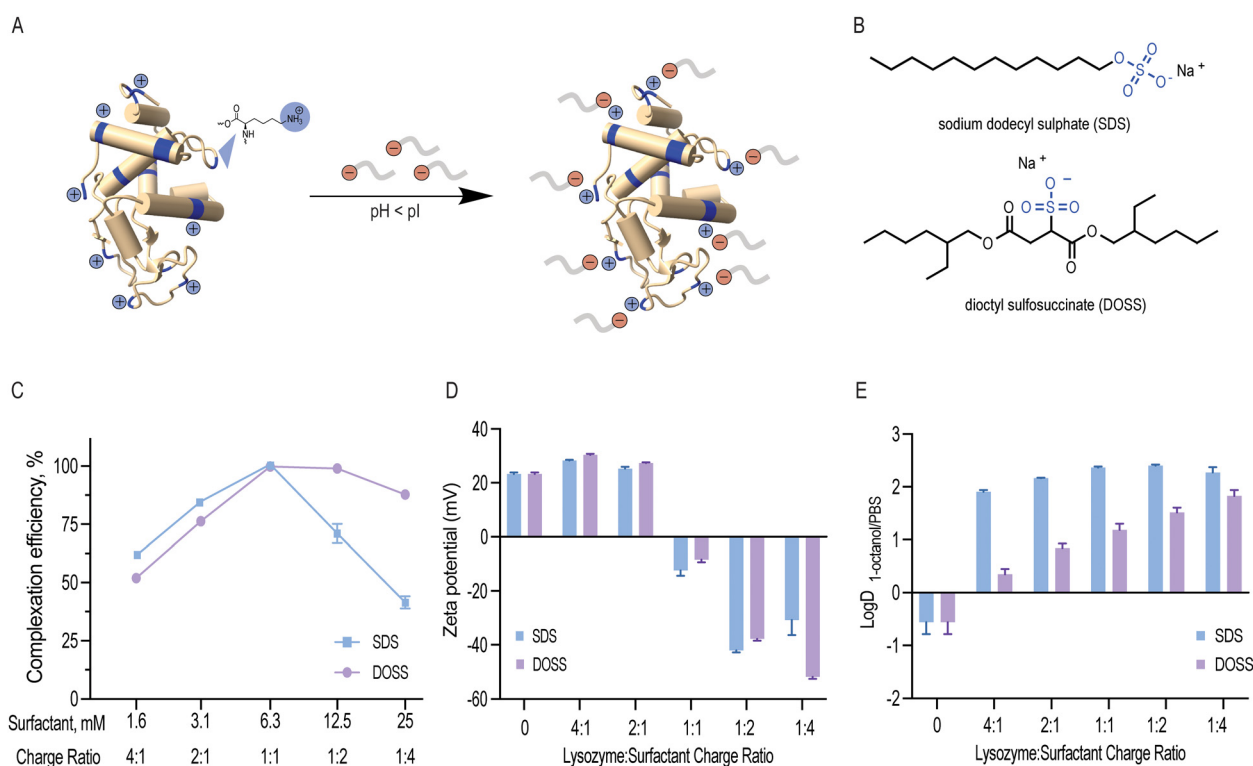 A
pH < pI
B
Na +
sodium dodecyl sulphate (SDS)
Na +
dioctyl sulfosuccinate (DOSS)
C
Complexation efficiency, %
100
75
50
25
0
SDS
DOSS
Surfactant, mM 1.6 3.1 6.3 12.5 25
Charge Ratio 4:1 2:1 1:1 1:2 1:4
D
Zeta potential (mV)
40
20
0
-20
-40
-60
SDS
DOSS
0 4:1 2:1 1:1 1:2 1:4
Lysozyme:Surfactant Charge Ratio
E
LogD 1-octanol/PBS
3
2
1
0
-1
-2
SDS
DOSS
0 4:1 2:1 1:1 1:2 1:4
Lysozyme:Surfactant Charge Ratio